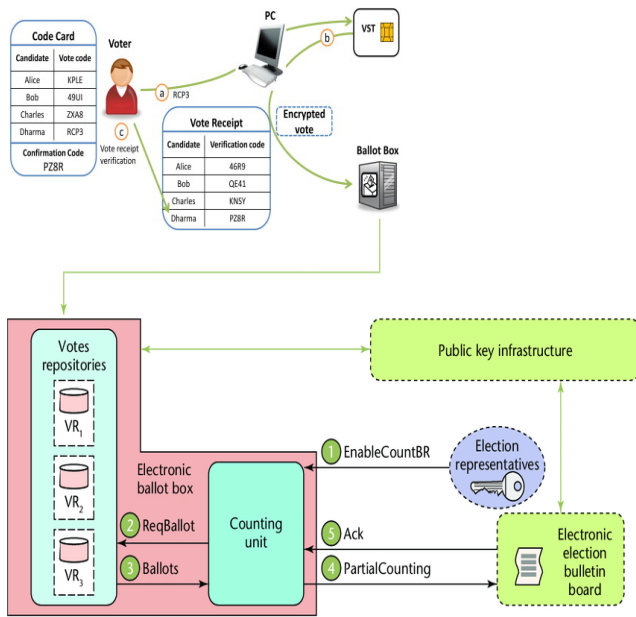 Code Card
Candidate Vote code
Alice KPLE
Bob 49UI
Charles ZXA8
Dharma RCP3
Confirmation Code
PZ8R
Voter
PC
VST
a RCP3
b
c
Vote receipt
verification
Vote Receipt
Candidate Verification code
Alice 46R9
Bob QE41
Charles KNSY
Dharma PZ8R
Encrypted
vote
Ballot Box
Votes
repositories
VR1
VR2
VR3
Electronic
ballot box
Counting
unit
Public key infrastructure
1 EnableCountBR
Election
representatives
2 ReqBallot
3 Ballots
5 Ack
4 PartialCounting
Electronic
election
bulletin
board